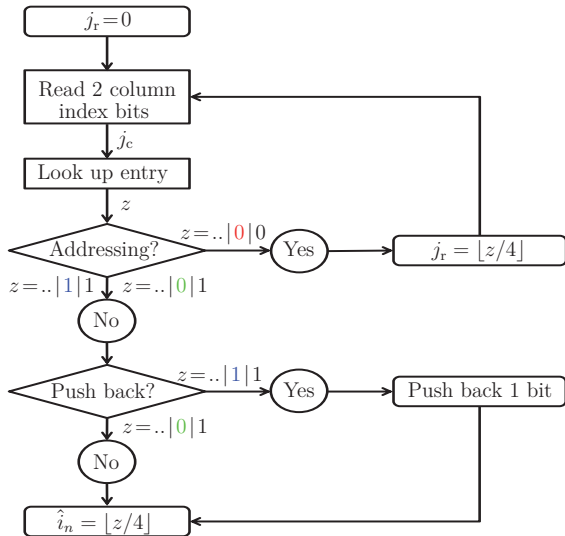 j_r=0
Read 2 column
index bits
j_c
Look up entry
z
z=..|0|0
Addressing?
Yes
j_r = ⌊z/4⌋
z=..|1|1
z=..|0|1
No
z=..|1|1
Push back?
Yes
Push back 1 bit
z=..|0|1
No
î_n = ⌊z/4⌋